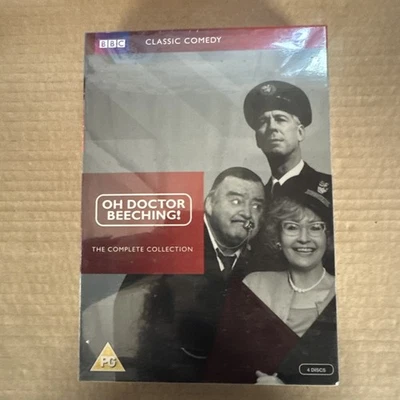 BBC CLASSIC COMEDY
OH DOCTOR
BEECHING!
THE COMPLETE COLLECTION
PG
4 DISCS